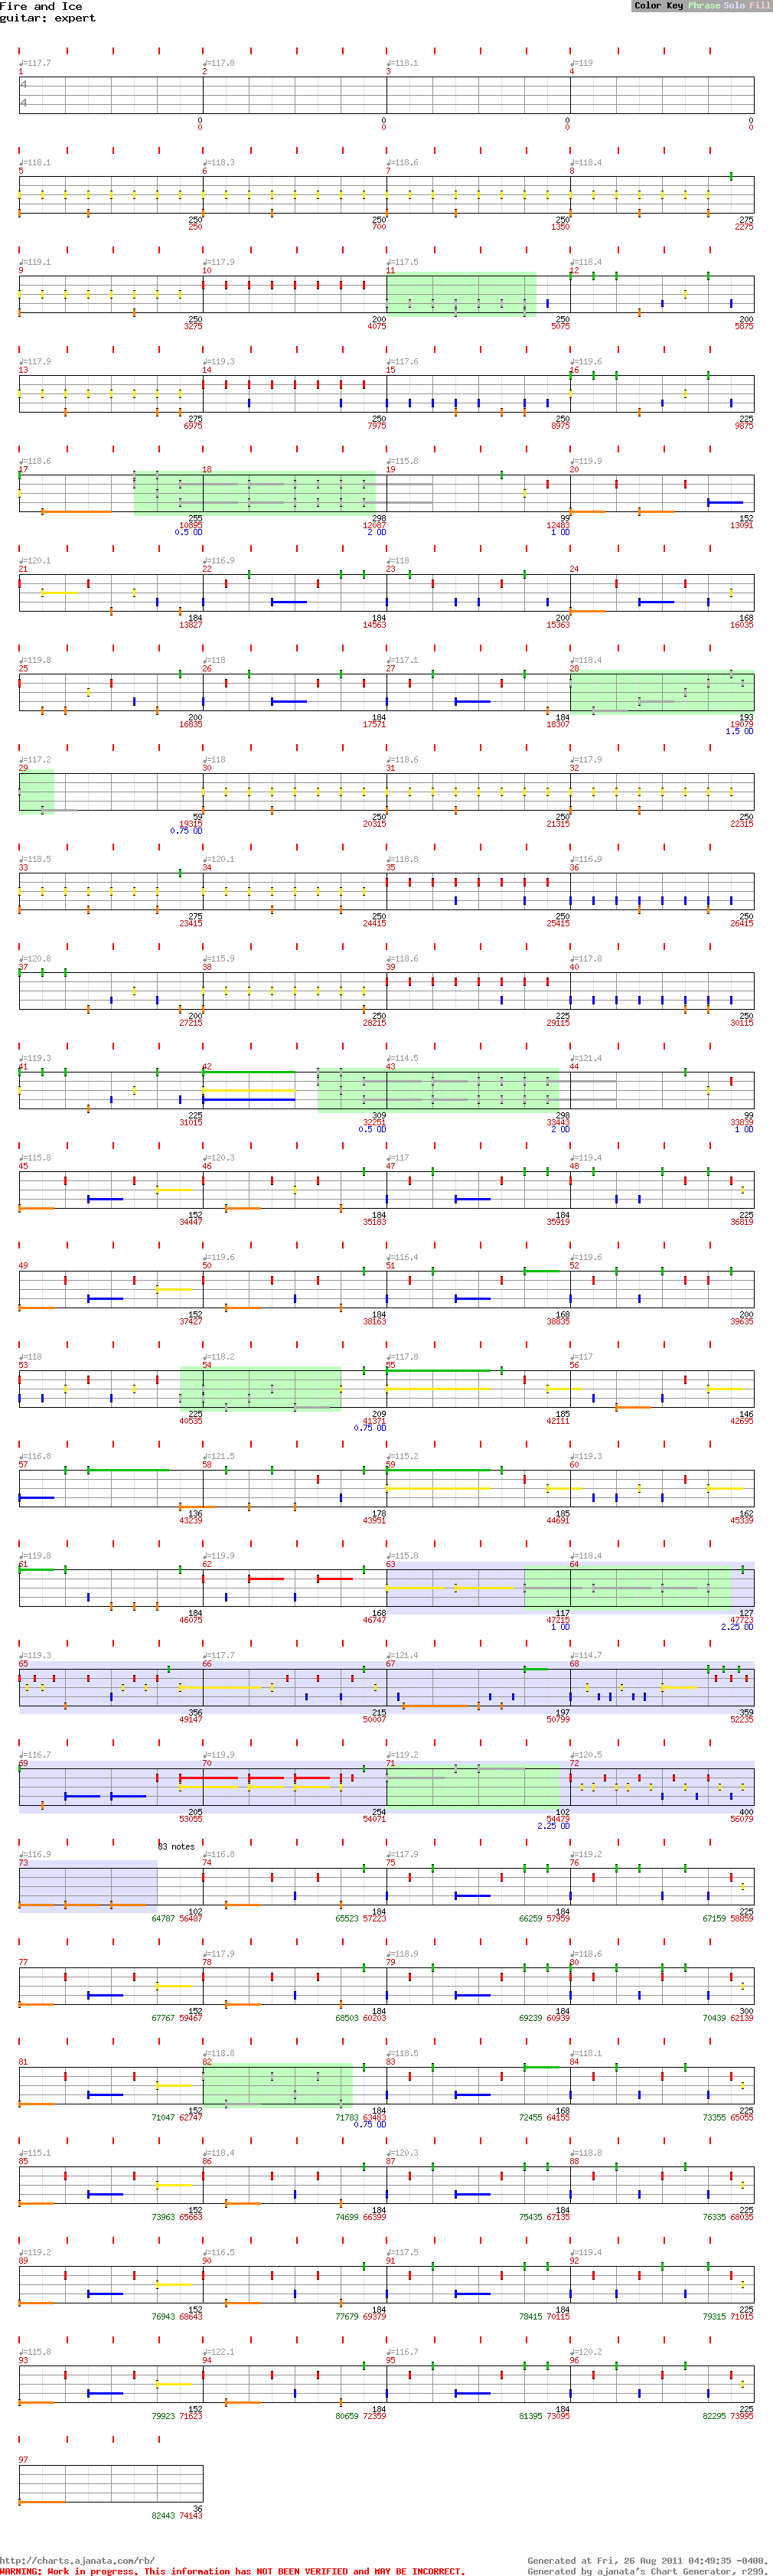 Fire and Ice
guitar: expert
Color Key Phrase Solo Fill
♩=117.7 ♩=117.8 ♩=118.1 ♩=119
1 2 3 4
4
4
0 0 0 0
0 0 0 0
♩=118.1 ♩=118.3 ♩=118.6 ♩=118.4
5 6 7 8
250 250 250 275
250 700 1350 2275
♩=119.1 ♩=117.9 ♩=117.5 ♩=118.4
9 10 11 12
250 200 250 200
3275 4075 5075 5875
♩=117.9 ♩=119.3 ♩=117.6 ♩=119.6
13 14 15 16
275 250 250 225
6975 7975 8975 9875
♩=118.6 ♩=115.8 ♩=119.9
17 18 19 20
255 298 99 152
10895 12087 12483 13091
0.5 OD 2 OD 1 OD
♩=120.1 ♩=116.9 ♩=118
21 22 23 24
184 184 200 168
13827 14563 15363 16035
♩=119.8 ♩=118 ♩=117.1 ♩=118.4
25 26 27 28
200 184 184 193
16835 17571 18307 19079
1.5 OD
♩=117.2 ♩=118 ♩=118.6 ♩=117.9
29 30 31 32
59 250 250 250
19315 20315 21315 22315
0.75 OD
♩=118.5 ♩=120.1 ♩=118.8 ♩=116.9
33 34 35 36
275 250 250 250
23415 24415 25415 26415
♩=120.8 ♩=115.9 ♩=118.6 ♩=117.8
37 38 39 40
200 250 225 250
27215 28215 29115 30115
♩=119.3 ♩=114.5 ♩=121.4
41 42 43 44
225 309 298 99
31015 32251 33443 33839
0.5 OD 2 OD 1 OD
♩=115.8 ♩=120.3 ♩=117 ♩=119.4
45 46 47 48
152 184 184 225
34447 35183 35919 36819
♩=119.6 ♩=116.4 ♩=119.6
49 50 51 52
152 184 168 200
37427 38163 38835 39635
♩=118 ♩=118.2 ♩=117.8 ♩=117
53 54 55 56
225 209 185 146
40535 41371 42111 42695
0.75 OD
♩=116.8 ♩=121.5 ♩=115.2 ♩=119.3
57 58 59 60
136 178 185 162
43239 43951 44691 45339
♩=119.8 ♩=119.9 ♩=115.8 ♩=118.4
61 62 63 64
184 168 117 127
46075 46747 47215 47723
1 OD 2.25 OD
♩=119.3 ♩=117.7 ♩=121.4 ♩=114.7
65 66 67 68
356 215 197 359
49147 50007 50799 52235
♩=116.7 ♩=119.9 ♩=119.2 ♩=120.5
69 70 71 72
205 254 102 400
53055 54071 54479 56079
2.25 OD
83 notes
♩=116.9 ♩=116.8 ♩=117.9 ♩=119.2
73 74 75 76
102 184 184 225
64787 56487 65523 57223 66259 57959 67159 58859
♩=117.9 ♩=118.9 ♩=118.6
77 78 79 80
152 184 184 300
67767 59467 68503 60203 69239 60939 70439 62139
♩=118.8 ♩=118.5 ♩=118.1
81 82 83 84
152 184 168 225
71047 62747 71783 63483 72455 64155 73355 65055
0.75 OD
♩=115.1 ♩=118.4 ♩=120.3 ♩=118.8
85 86 87 88
152 184 184 225
73963 65663 74699 66399 75435 67135 76335 68035
♩=119.2 ♩=116.5 ♩=117.5 ♩=119.4
89 90 91 92
152 184 184 225
76943 68643 77679 69379 78415 70115 79315 71015
♩=115.8 ♩=122.1 ♩=116.7 ♩=120.2
93 94 95 96
152 184 184 225
79923 71623 80659 72359 81395 73095 82295 73995
97
36
82443 74143
http://charts.ajanata.com/rb/ Generated at Fri, 26 Aug 2011 04:49:35 -0400.
WARNING: Work in progress. This information has NOT BEEN VERIFIED and MAY BE INCORRECT. Generated by ajanata's Chart Generator, r299.